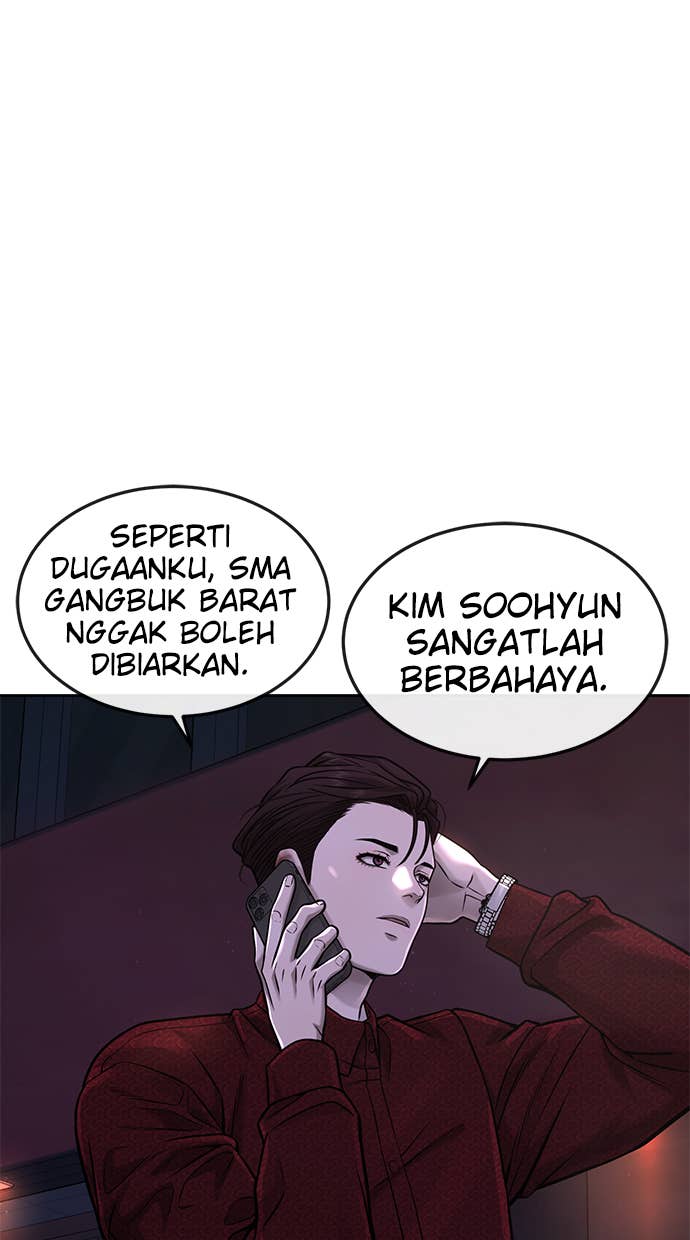 SEPERTI
DUGAANKU, SMA
GANGBUK BARAT
NGGAK BOLEH
DIBIARKAN.
KIM SOOHYUN
SANGATLAH
BERBAHAYA.